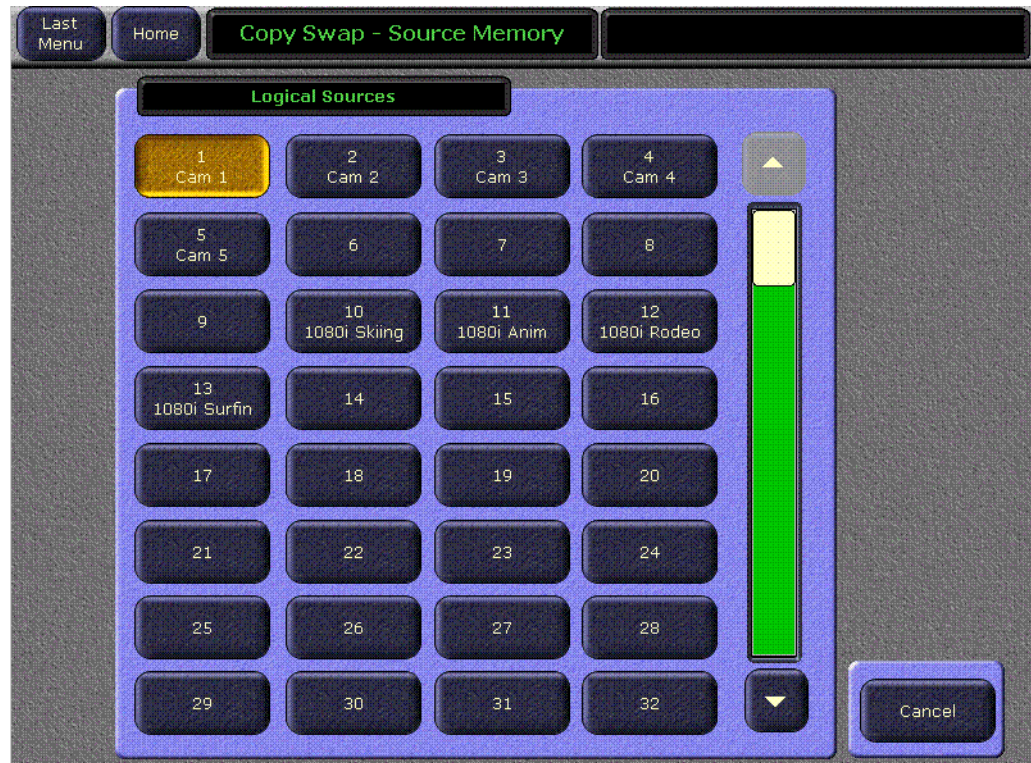 Last
Menu
Home
Copy Swap - Source Memory
Logical Sources
1
Cam 1
2
Cam 2
3
Cam 3
4
Cam 4
5
Cam 5
6
7
8
9
10
1080i Skiing
11
1080i Anim
12
1080i Rodeo
13
1080i Surfin
14
15
16
17
18
19
20
21
22
23
24
25
26
27
28
29
30
31
32
Cancel